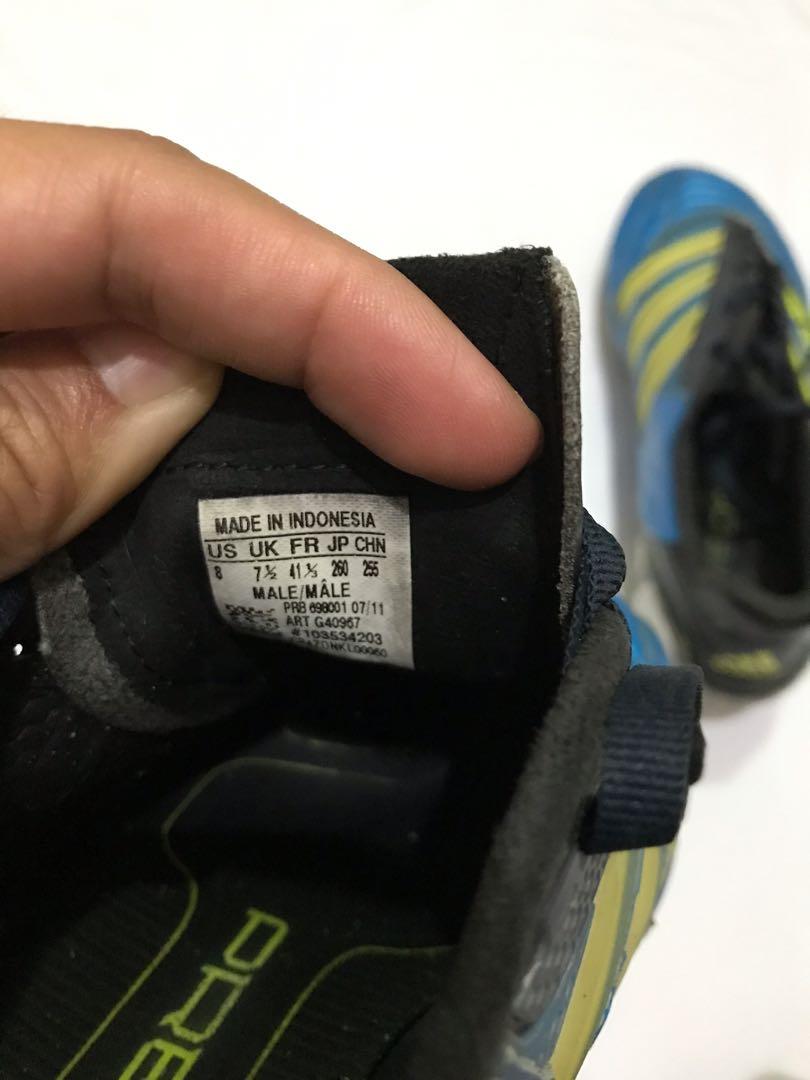 MADE IN INDONESIA
US UK FR JP CHN
8 7½ 41⅓ 260 255
MALE/MÂLE
PRB 698001 07/11
ART G40967
#103534203
PRE